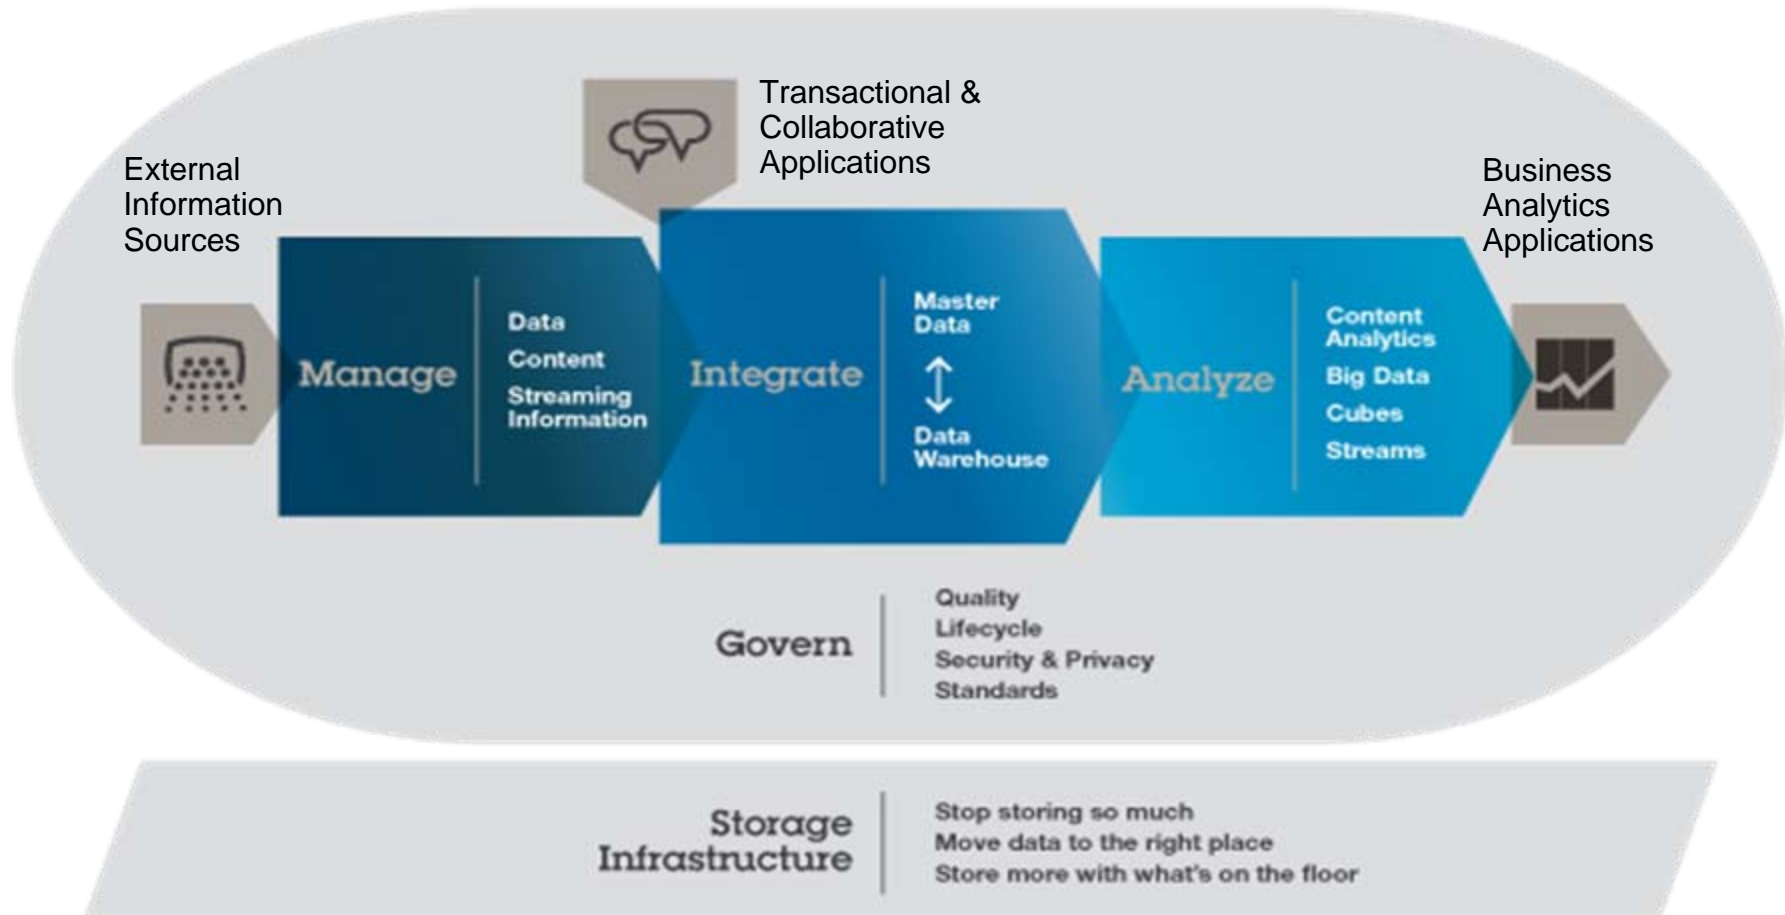 Transactional &
Collaborative
Applications
External
Information
Sources
Business
Analytics
Applications
Manage
Data
Content
Streaming
Information
Integrate
Master
Data
Data
Warehouse
Analyze
Content
Analytics
Big Data
Cubes
Streams
Govern
Quality
Lifecycle
Security & Privacy
Standards
Storage
Infrastructure
Stop storing so much
Move data to the right place
Store more with what's on the floor